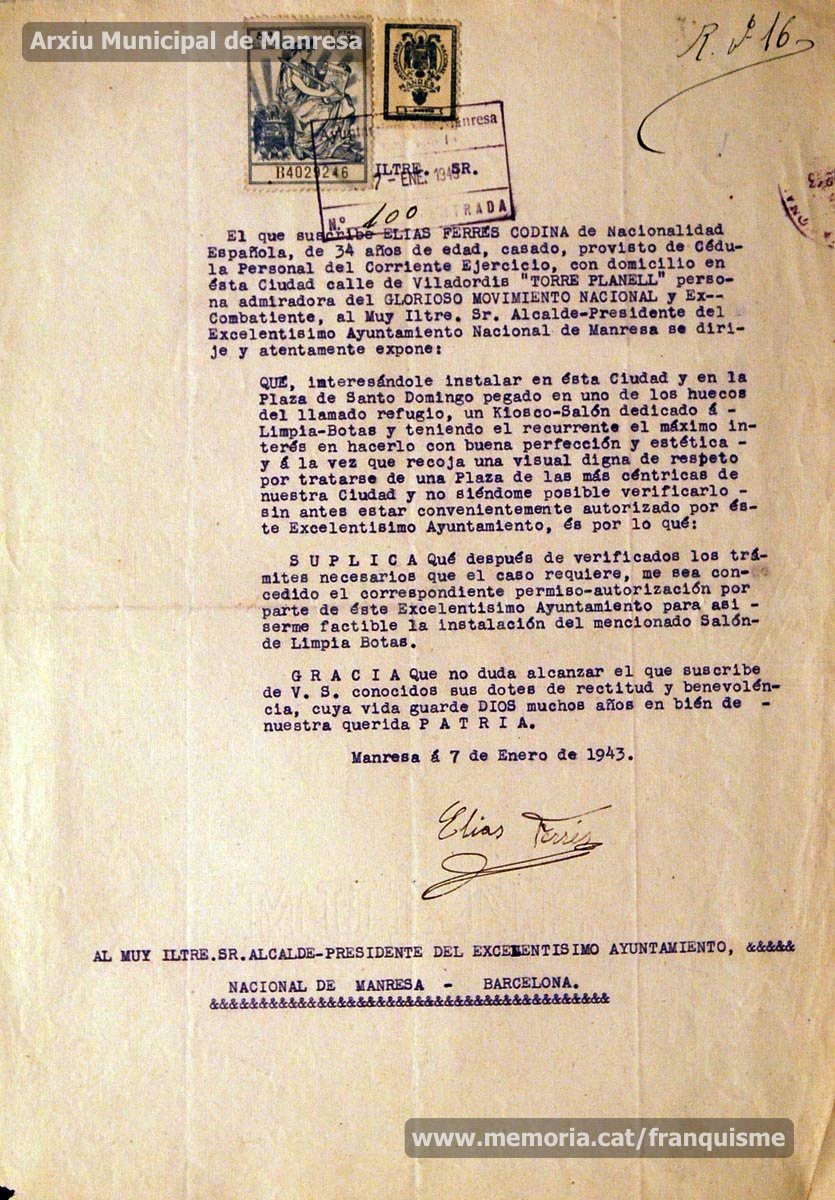 Arxiu Municipal de Manresa
R. 16
MANRESA
B4029246
7 - ENE. 1943
ILTRE. SR.
N.º 100 ENTRADA
El que suscribe ELIAS FERRÉS CODINA de Nacionalidad
Española, de 34 años de edad, casado, provisto de Cédu-
la Personal del Corriente Ejercicio, con domicilio en
ésta Ciudad calle de Viladordis "TORRE PLANELL" perso-
na admiradora del GLORIOSO MOVIMIENTO NACIONAL y Ex--
Combatiente, al Muy Iltre. Sr. Alcalde-Presidente del
Excelentisimo Ayuntamiento Nacional de Manresa se diri-
je y atentamente expone:
QUÉ, interesándole instalar en ésta Ciudad y en la
Plaza de Santo Domingo pegado en uno de los huecos
del llamado refugio, un Kiosco-Salón dedicado á -
Limpia-Botas y teniendo el recurrente el máximo in-
terés en hacerlo con buena perfección y estética -
y á la vez que recoja una visual digna de respeto
por tratarse de una Plaza de las más céntricas de
nuestra Ciudad y no siéndome posible verificarlo -
sin antes estar convenientemente autorizado por és-
te Excelentisimo Ayuntamiento, és por lo qué:
S U P L I C A Qué después de verificados los trá-
mites necesarios que el caso requiere, me sea con-
cedido el correspondiente permiso-autorización por
parte de éste Excelentisimo Ayuntamiento para asi -
serme factible la instalación del mencionado Salón-
de Limpia Botas.
G R A C I A Que no duda alcanzar el que suscribe
de V. S. conocidos sus dotes de rectitud y benevolén-
cia, cuya vida guarde DIOS muchos años en bién de -
nuestra querida P A T R I A.
Manresa á 7 de Enero de 1943.
Elias Ferrés
AL MUY ILTRE.SR.ALCALDE-PRESIDENTE DEL EXCELENTISIMO AYUNTAMIENTO, &&&&&
NACIONAL DE MANRESA - BARCELONA.
&&&&&&&&&&&&&&&&&&&&&&&&&&&&&&&&&&&&&&&&
www.memoria.cat/franquisme